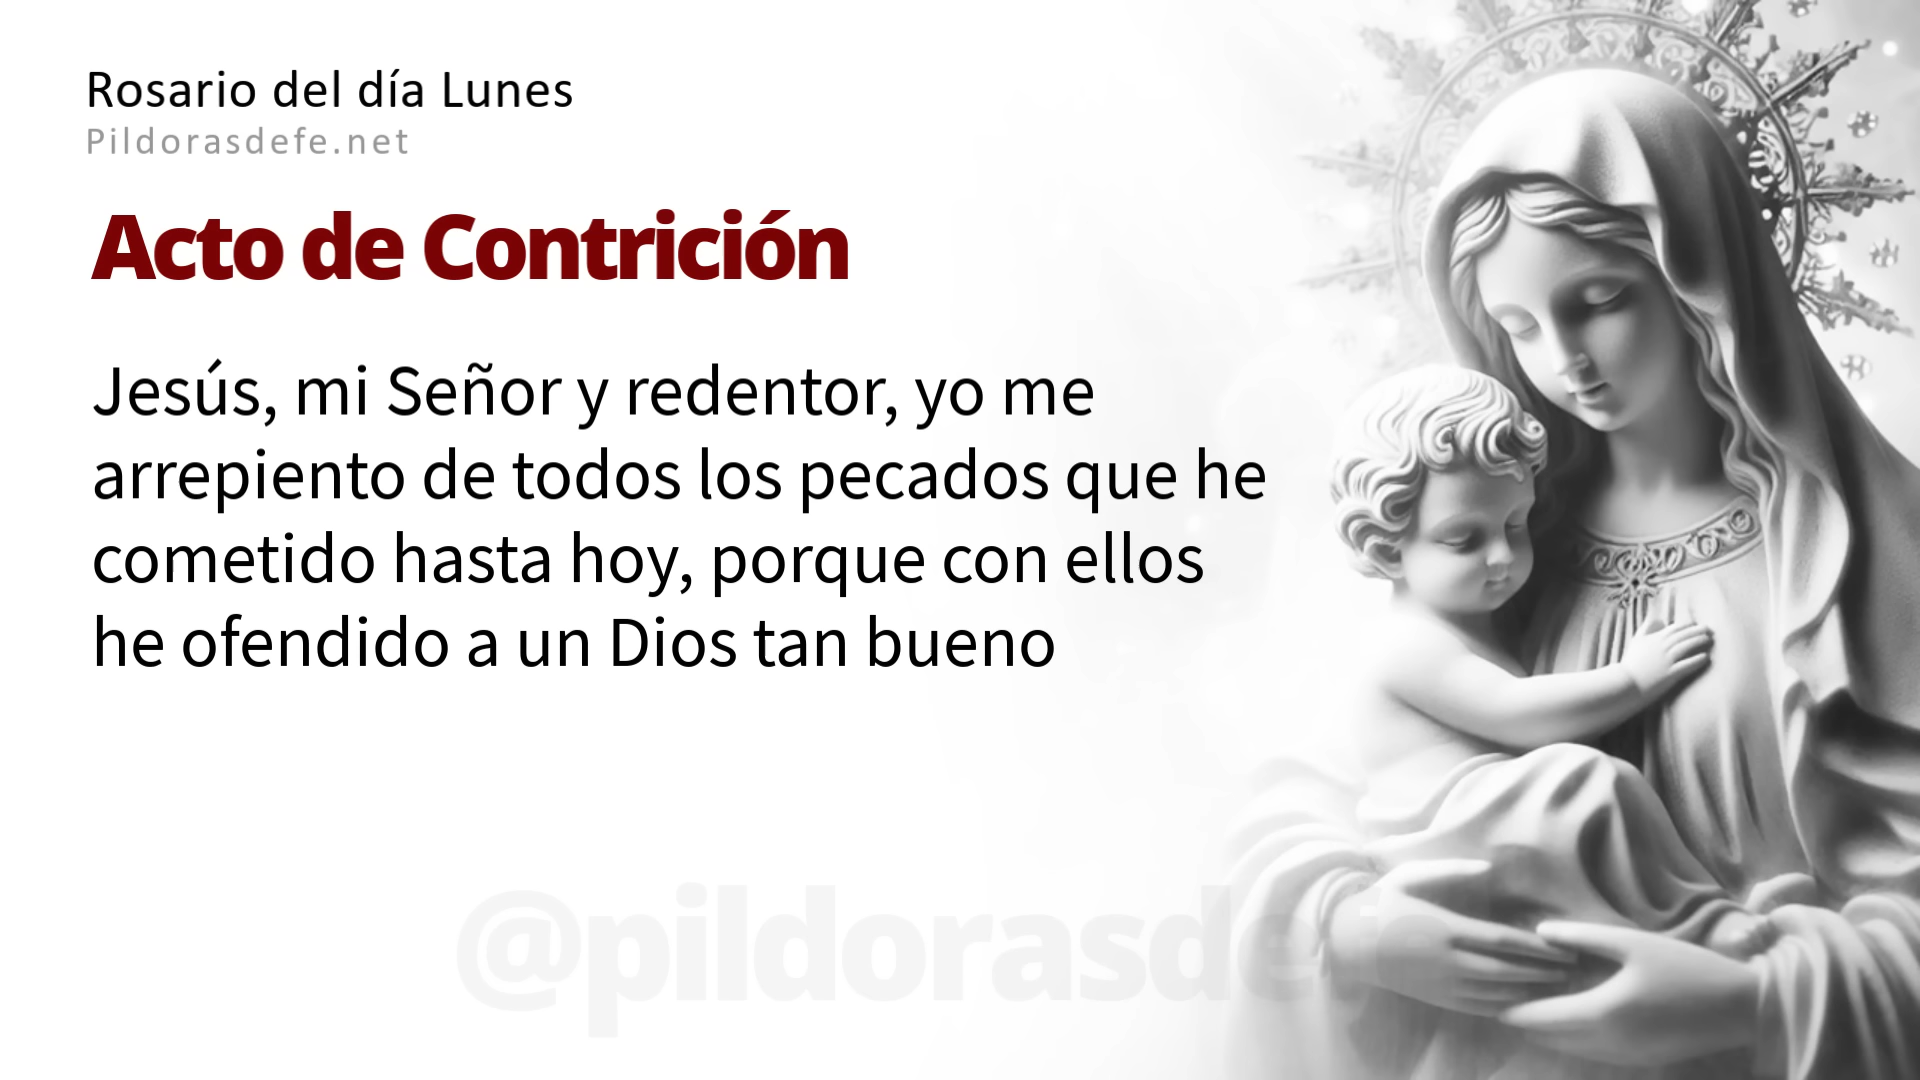 Rosario del día Lunes
Pildorasdefe.net
Acto de Contrición
Jesús, mi Señor y redentor, yo me
arrepiento de todos los pecados que he
cometido hasta hoy, porque con ellos
he ofendido a un Dios tan bueno
@pildorasdefe